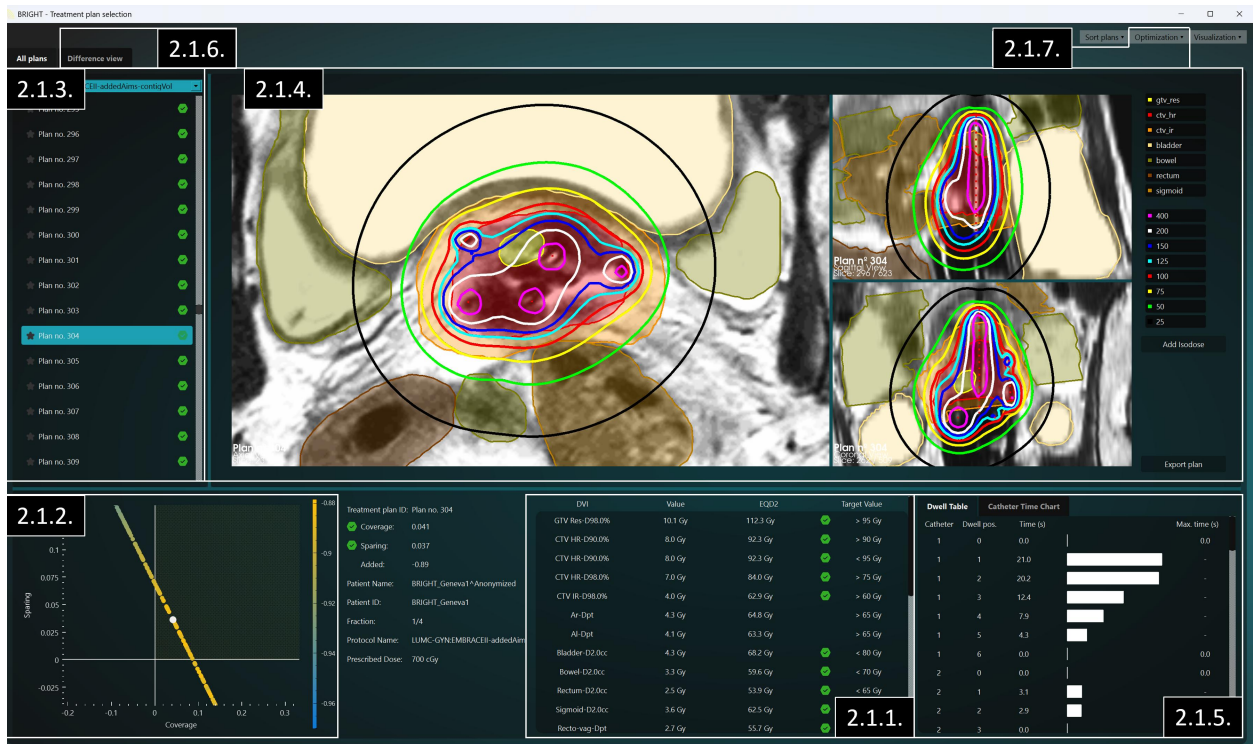 BRIGHT - Treatment plan selection
Sort plans Optimization Visualization
2.1.6.
2.1.7.
All plans Difference view
2.1.3.
CEII-addedAims-contiqVol
2.1.4.
Plan no. 295
Plan no. 296
Plan no. 297
Plan no. 298
Plan no. 299
Plan no. 300
Plan no. 301
Plan no. 302
Plan no. 303
Plan no. 304
Plan no. 305
Plan no. 306
Plan no. 307
Plan no. 308
Plan no. 309
Plan
Plan nº 304
Sagittal View
Slice: 296 / 623
Plan nº
Slice: 262
gtv_res
ctv_hr
ctv_ir
bladder
bowel
rectum
sigmoid
400
200
150
125
100
75
50
25
Add Isodose
Export plan
2.1.2.
Sparing
0.1
0.075
0.05
0.025
0
-0.025
-0.2 -0.1 0 0.1 0.2 0.3
Coverage
-0.88
-0.9
-0.92
-0.94
-0.96
Treatment plan ID: Plan no. 304
Coverage: 0.041
Sparing: 0.037
Added: -0.89
Patient Name: BRIGHT_Geneva1^Anonymized
Patient ID: BRIGHT_Geneva1
Fraction: 1/4
Protocol Name: LUMC-GYN:EMBRACEII-addedAim
Prescribed Dose: 700 cGy
DVI Value EQD2 Target Value
GTV Res-D98.0% 10.1 Gy 112.3 Gy > 95 Gy
CTV HR-D90.0% 8.0 Gy 92.3 Gy > 90 Gy
CTV HR-D90.0% 8.0 Gy 92.3 Gy < 95 Gy
CTV HR-D98.0% 7.0 Gy 84.0 Gy > 75 Gy
CTV IR-D98.0% 4.0 Gy 62.9 Gy > 60 Gy
Ar-Dpt 4.3 Gy 64.8 Gy > 65 Gy
Al-Dpt 4.1 Gy 63.3 Gy > 65 Gy
Bladder-D2.0cc 4.3 Gy 68.2 Gy < 80 Gy
Bowel-D2.0cc 3.3 Gy 59.6 Gy < 70 Gy
Rectum-D2.0cc 2.5 Gy 53.9 Gy < 65 Gy
Sigmoid-D2.0cc 3.6 Gy 62.5 Gy
Recto-vag-Dpt 2.7 Gy 55.7 Gy
2.1.1.
Dwell Table Catheter Time Chart
Catheter Dwell pos. Time (s) Max. time (s)
1 0 0.0 0.0
1 1 21.0 -
1 2 20.2 -
1 3 12.4 -
1 4 7.9 -
1 5 4.3 -
1 6 0.0 0.0
2 0 0.0 0.0
2 1 3.1 -
2 2 2.9
2 3 0.0
2.1.5.